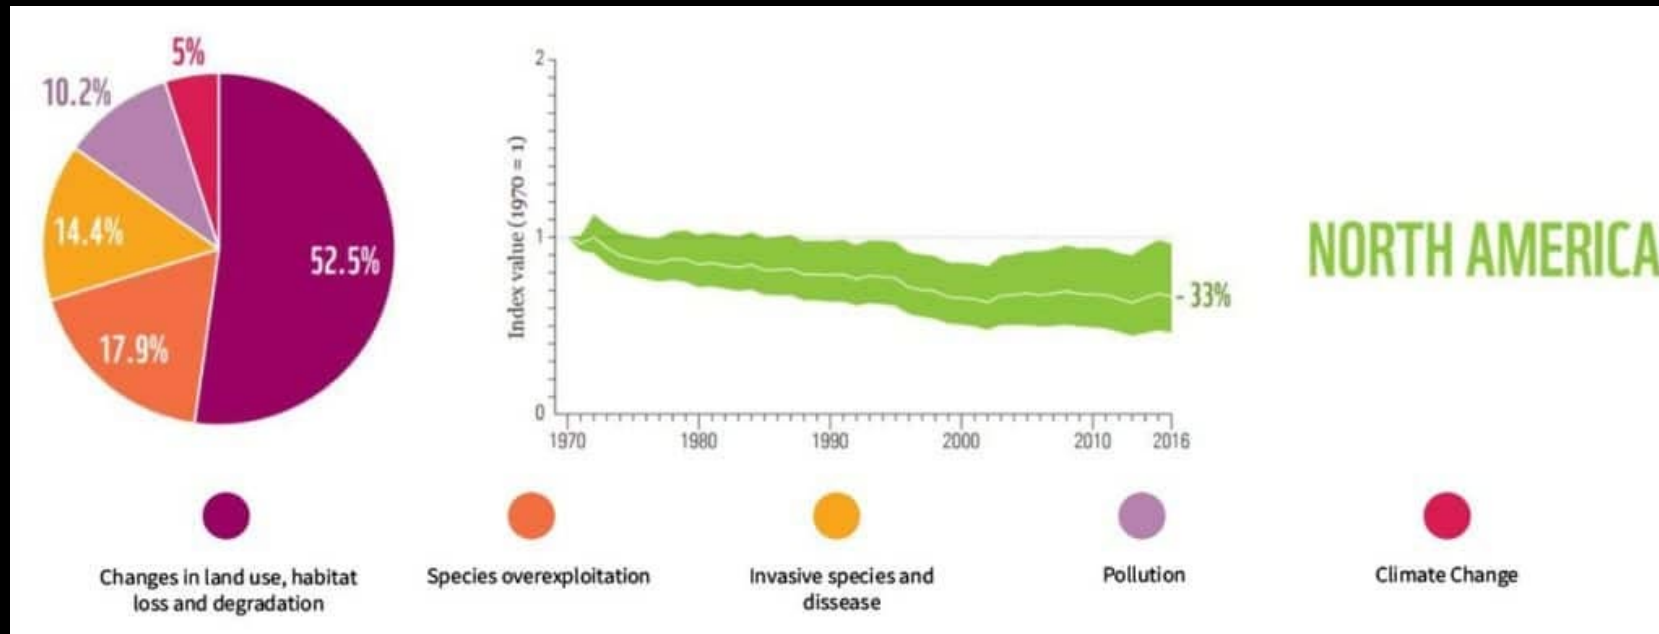 5%
10.2%
14.4%
52.5%
17.9%
Index value (1970 = 1)
2
1
0
1970
1980
1990
2000
2010
2016
- 33%
NORTH AMERICA
Changes in land use, habitat
loss and degradation
Species overexploitation
Invasive species and
dissease
Pollution
Climate Change